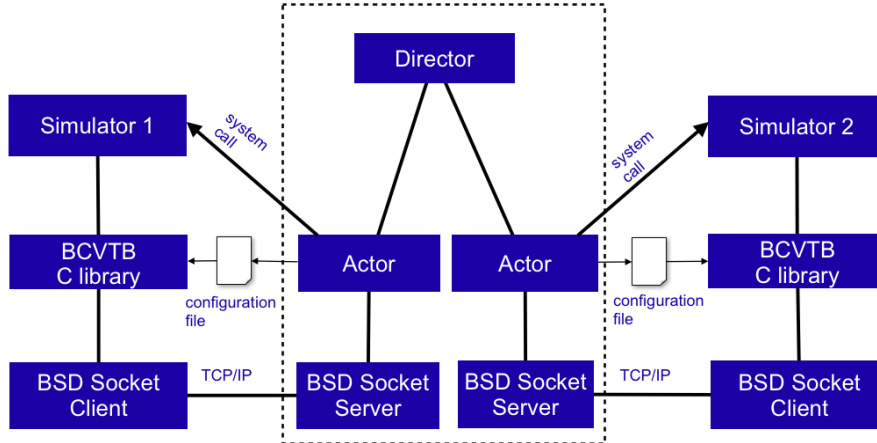 Director
Simulator 1
system
call
system
call
Simulator 2
BCVTB
C library
configuration
file
Actor
Actor
configuration
file
BCVTB
C library
BSD Socket
Client
TCP/IP
BSD Socket
Server
BSD Socket
Server
TCP/IP
BSD Socket
Client